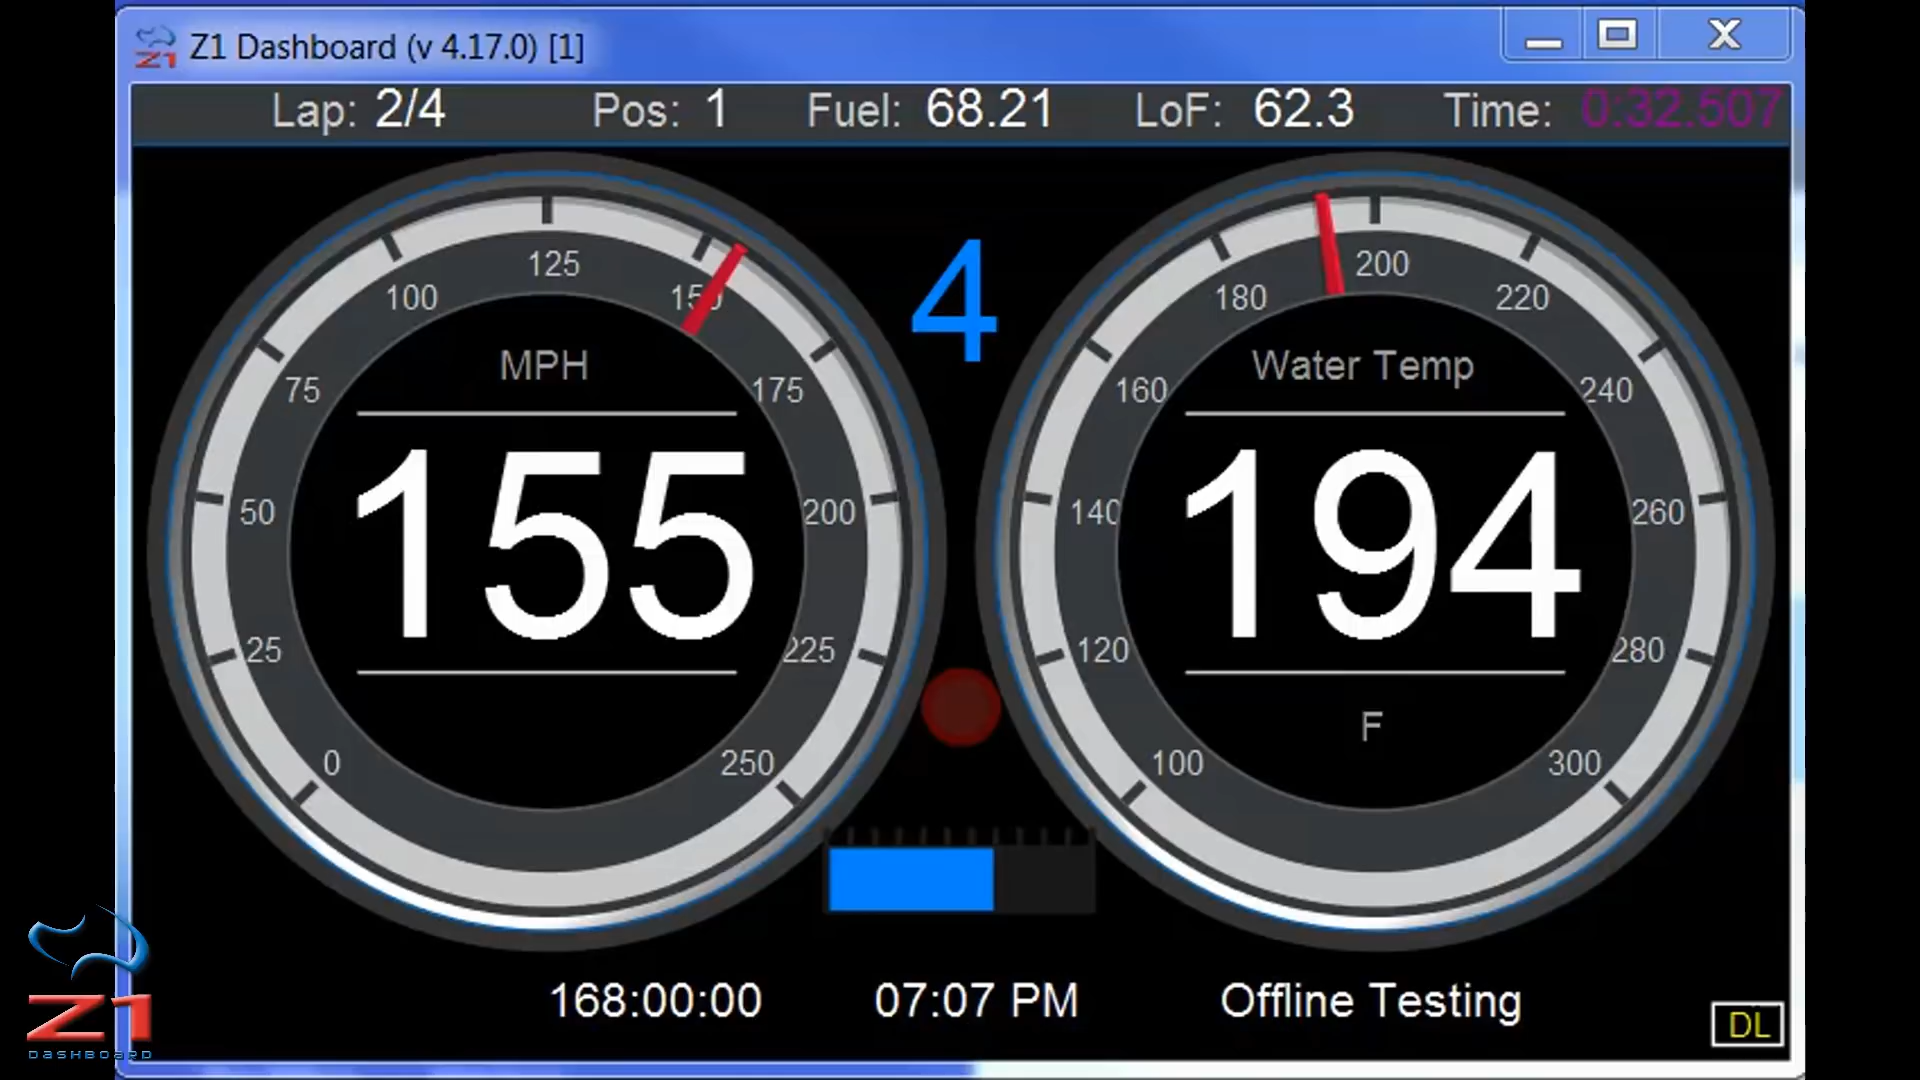 Z1 Dashboard (v 4.17.0) [1]
Lap: 2/4 Pos: 1 Fuel: 68.21 LoF: 62.3 Time: 0:32.507
0 25 50 75 100 125 150 175 200 225 250
MPH
155
4
100 120 140 160 180 200 220 240 260 280 300
Water Temp
194
F
168:00:00 07:07 PM Offline Testing
DL
Z1
DASHBOARD